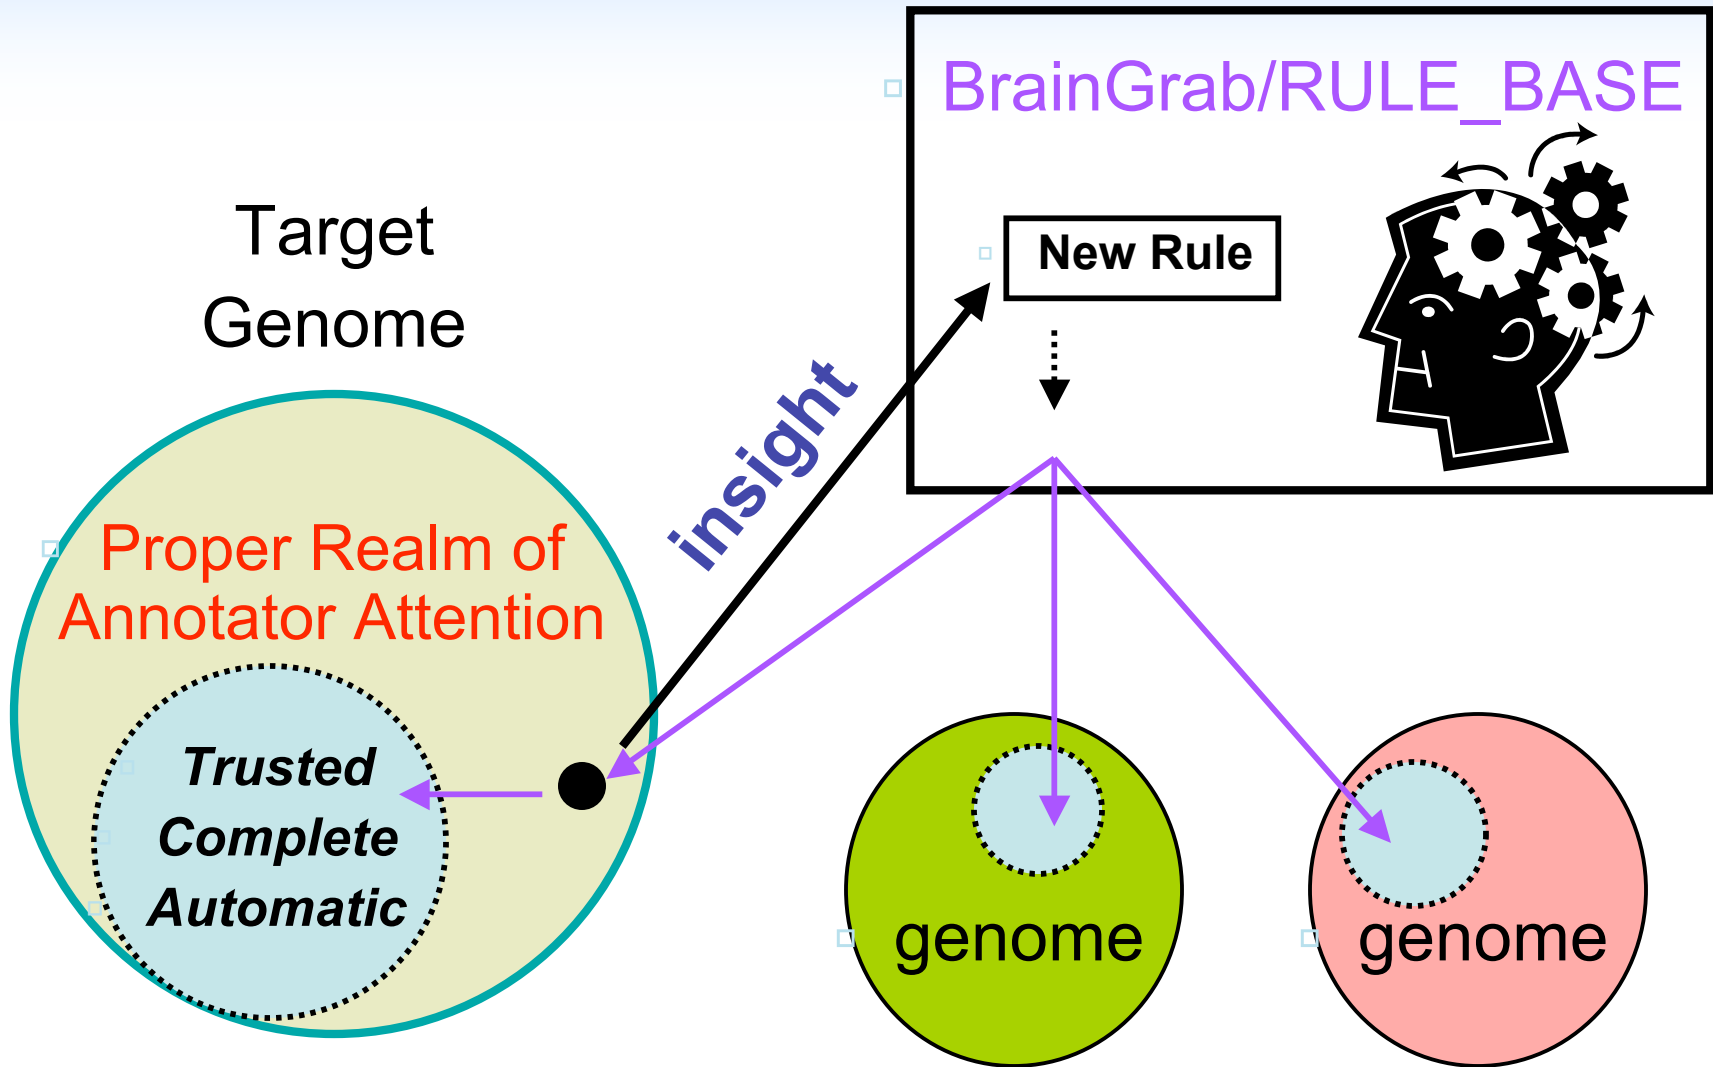 BrainGrab/RULE_BASE
New Rule
Target
Genome
insight
Proper Realm of
Annotator Attention
Trusted
Complete
Automatic
genome
genome